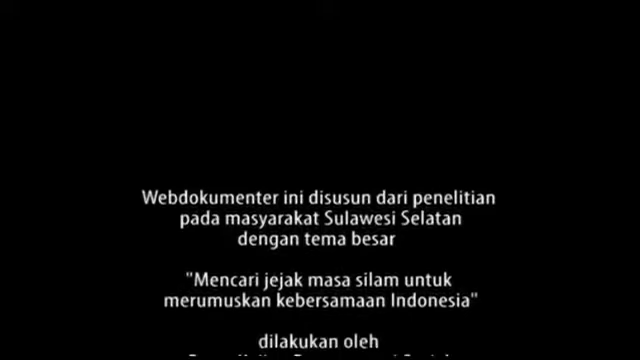 Webdokumenter ini disusun dari penelitian
pada masyarakat Sulawesi Selatan
dengan tema besar
"Mencari jejak masa silam untuk
merumuskan kebersamaan Indonesia"
dilakukan oleh